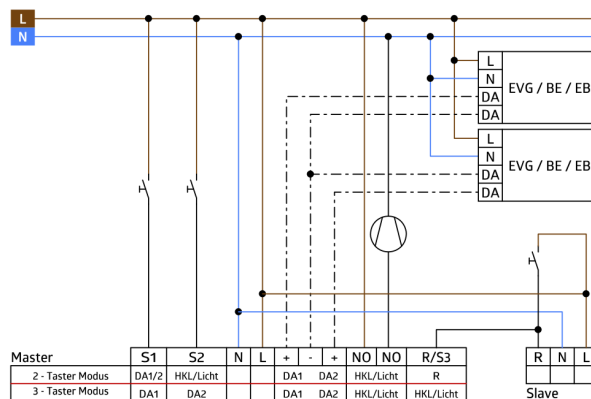 L
N
L
N
DA
DA
EVG / BE / EB
L
N
DA
DA
EVG / BE / EB
Master S1 S2 N L + - + NO NO R/S3 R N L
2 - Taster Modus DA1/2 HKL/Licht DA1 DA2 HKL/Licht R
3 - Taster Modus DA1 DA2 DA1 DA2 HKL/Licht HKL/Licht Slave